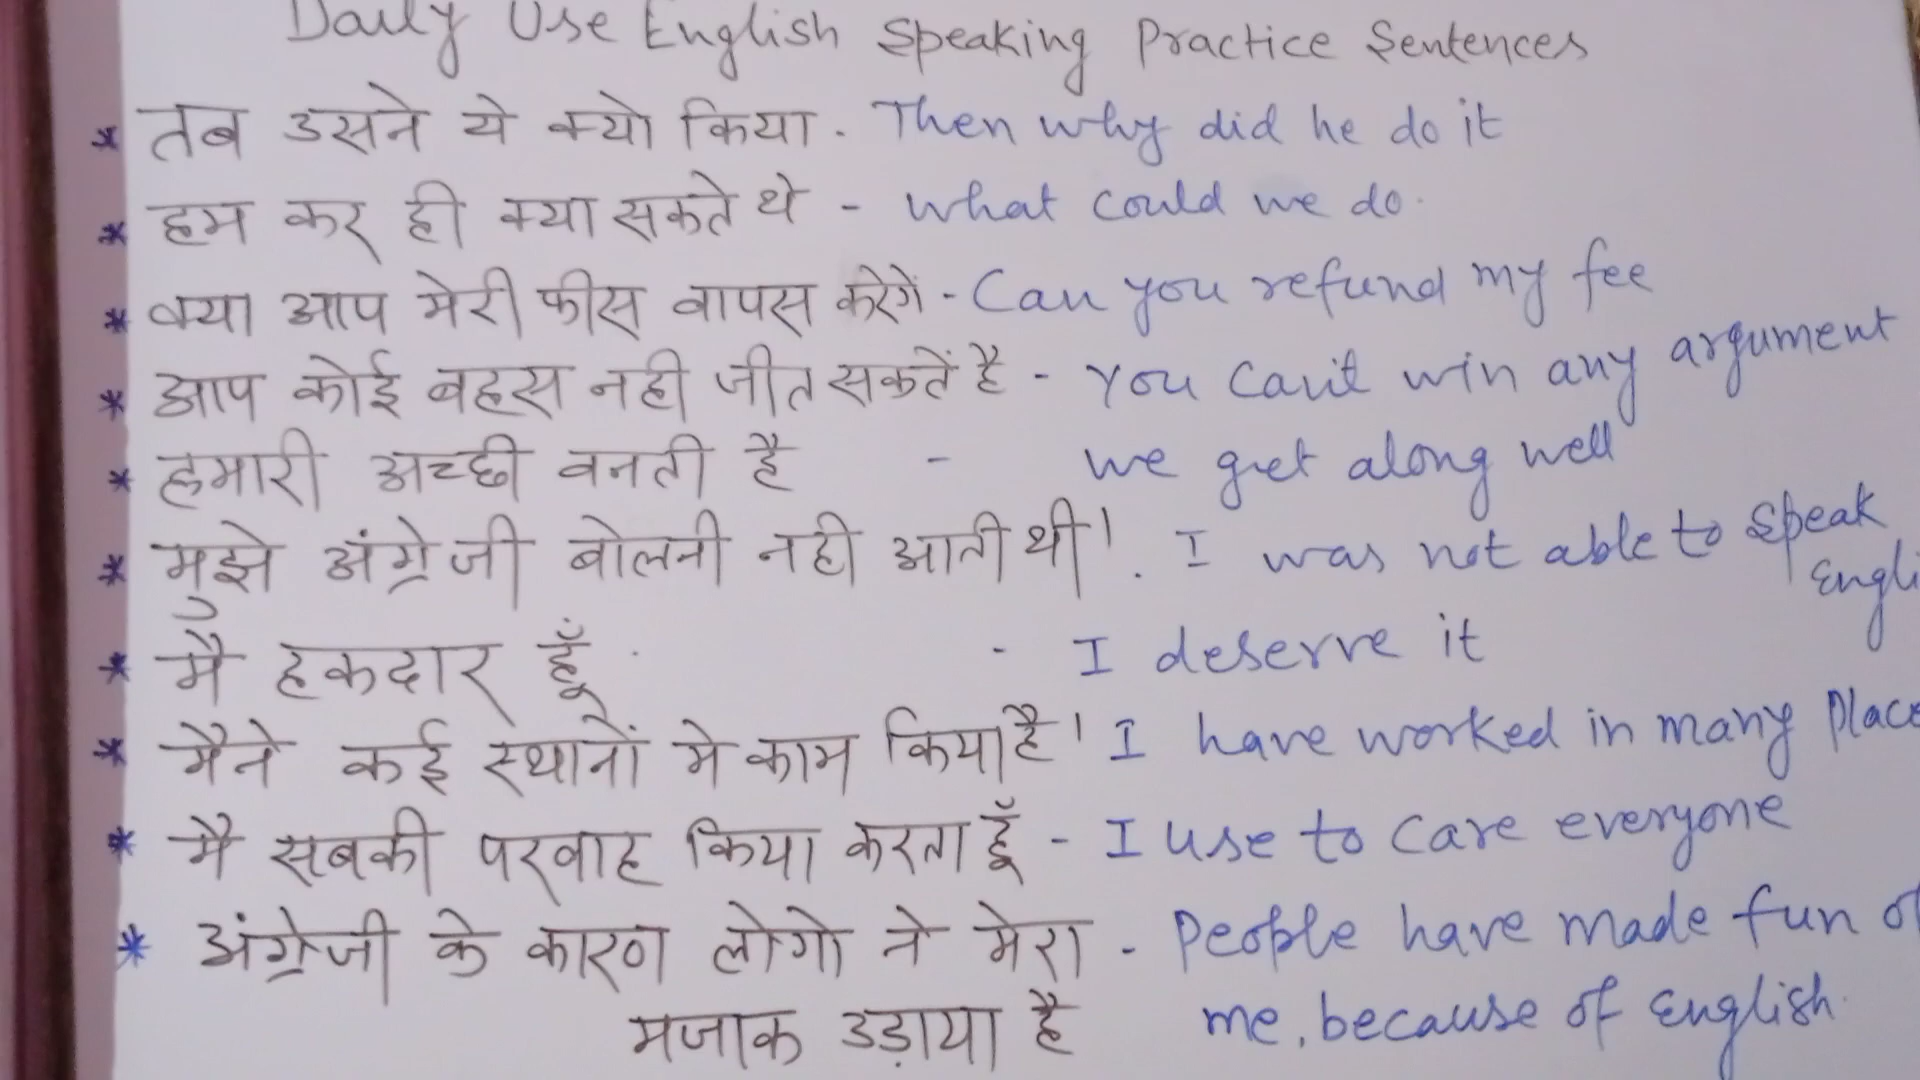 Daily Use English Speaking Practice Sentences
* तब उसने ये क्यो किया. Then why did he do it
* हम कर ही क्या सकते थे - what could we do.
* क्या आप मेरी फीस वापस करेगें - Can you refund my fee
* आप कोई बहस नही जीत सकतें है - You can't win any argument
* हमारी अच्छी बनती है - we get along well
* मुझे अंग्रेजी बोलनी नही आती थी। . I was not able to speak
Engli
* मै हकदार हूँ. - I deserve it
* मैने कई स्थानों मे काम किया है। I have worked in many Place
* मै सबकी परवाह किया करता हूँ - I use to care everyone
* अंग्रेजी के कारण लोगो ने मेरा - People have made fun of
मजाक उड़ाया है me, because of English.